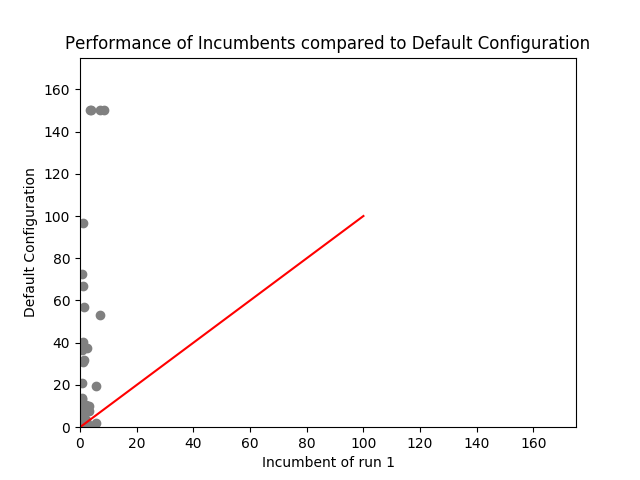 Performance of Incumbents compared to Default Configuration
160
140
120
100
80
60
40
20
0
Default Configuration
0 20 40 60 80 100 120 140 160
Incumbent of run 1